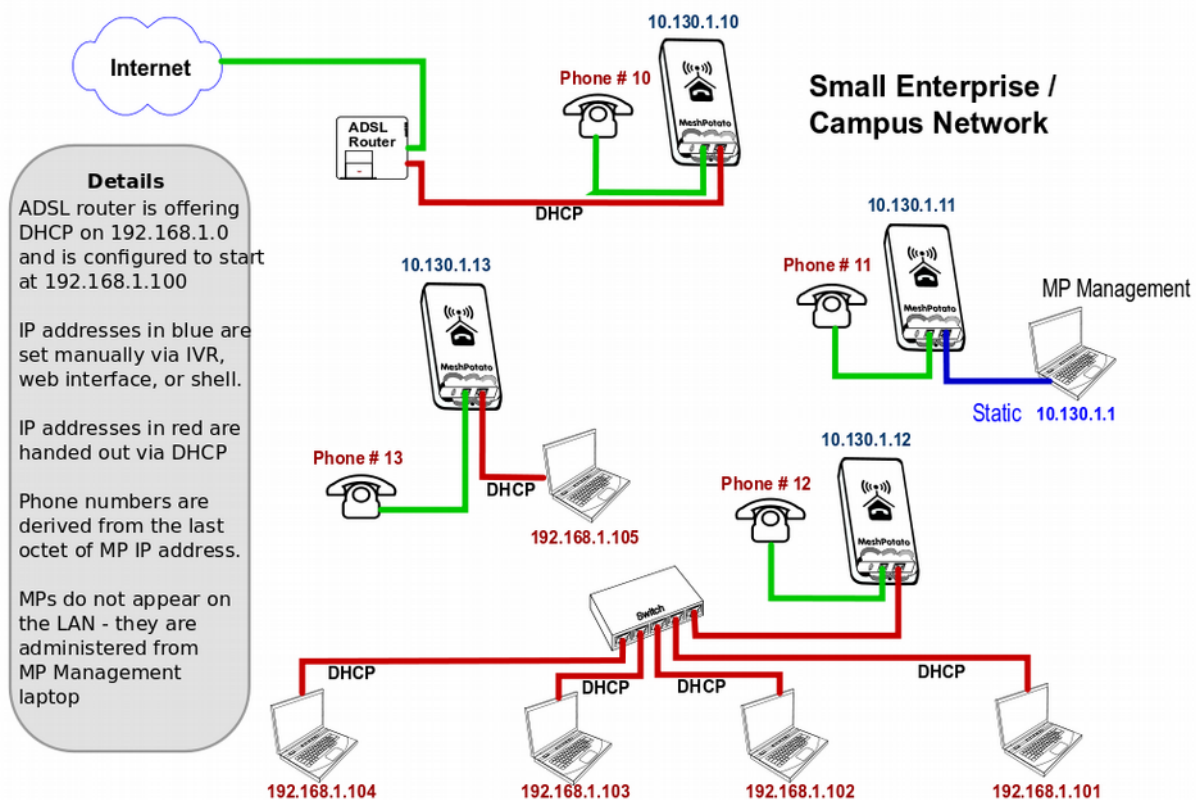 10.130.1.10
Internet
Phone # 10
Small Enterprise /
Campus Network
ADSL
Router
MeshPotato
DHCP
Details
ADSL router is offering
DHCP on 192.168.1.0
and is configured to start
at 192.168.1.100
IP addresses in blue are
set manually via IVR,
web interface, or shell.
IP addresses in red are
handed out via DHCP
Phone numbers are
derived from the last
octet of MP IP address.
MPs do not appear on
the LAN - they are
administered from
MP Management
laptop
10.130.1.11
Phone # 11
MeshPotato
MP Management
Static 10.130.1.1
10.130.1.13
MeshPotato
Phone # 13
DHCP
192.168.1.105
10.130.1.12
Phone # 12
MeshPotato
Switch
DHCP
DHCP
DHCP
DHCP
192.168.1.104
192.168.1.103
192.168.1.102
192.168.1.101